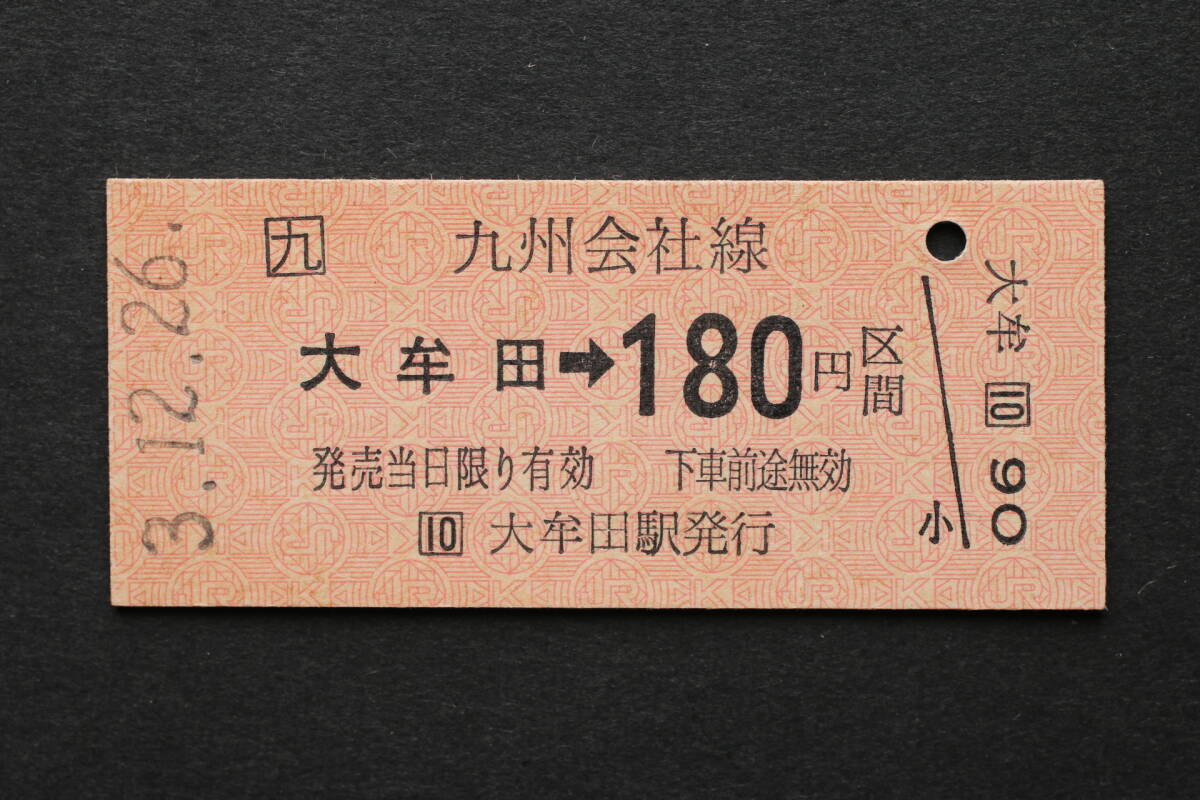 3.12.26.
九 九州会社線
大牟田➡180円区間
発売当日限り有効 下車前途無効
10 大牟田駅発行
小
大牟 10 90